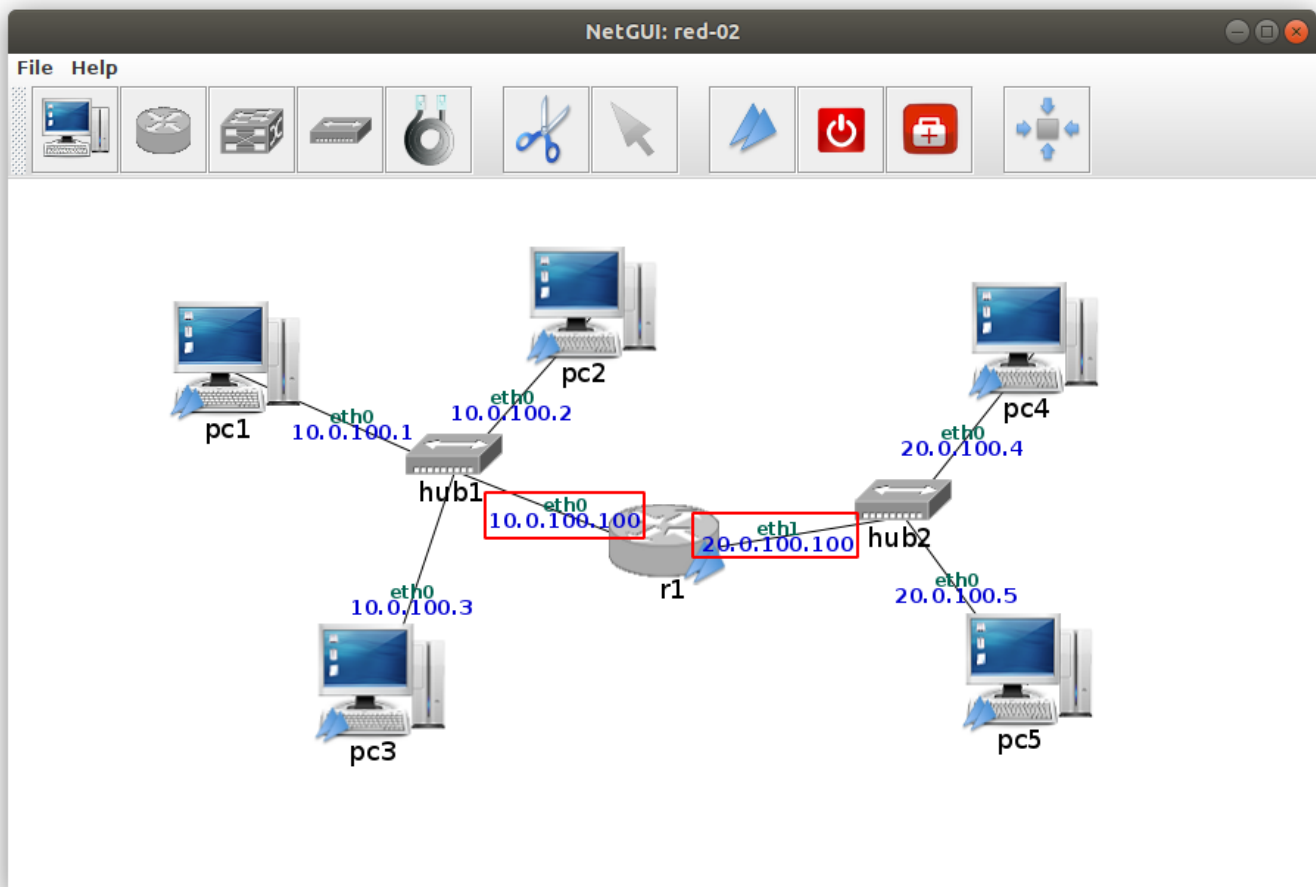 NetGUI: red-02
File Help
pc2
pc4
pc1
eth0
10.0.100.1
eth0
10.0.100.2
eth0
20.0.100.4
hub1
eth0
10.0.100.100
eth1
20.0.100.100
hub2
r1
eth0
10.0.100.3
eth0
20.0.100.5
pc3
pc5